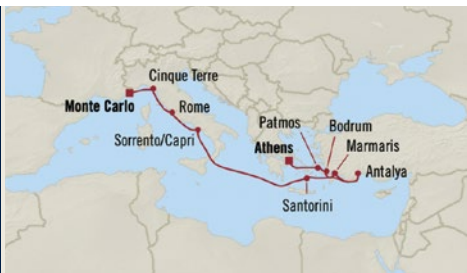 Cinque Terre
Monte Carlo
Rome
Sorrento/Capri
Patmos
Bodrum
Athens
Marmaris
Antalya
Santorini